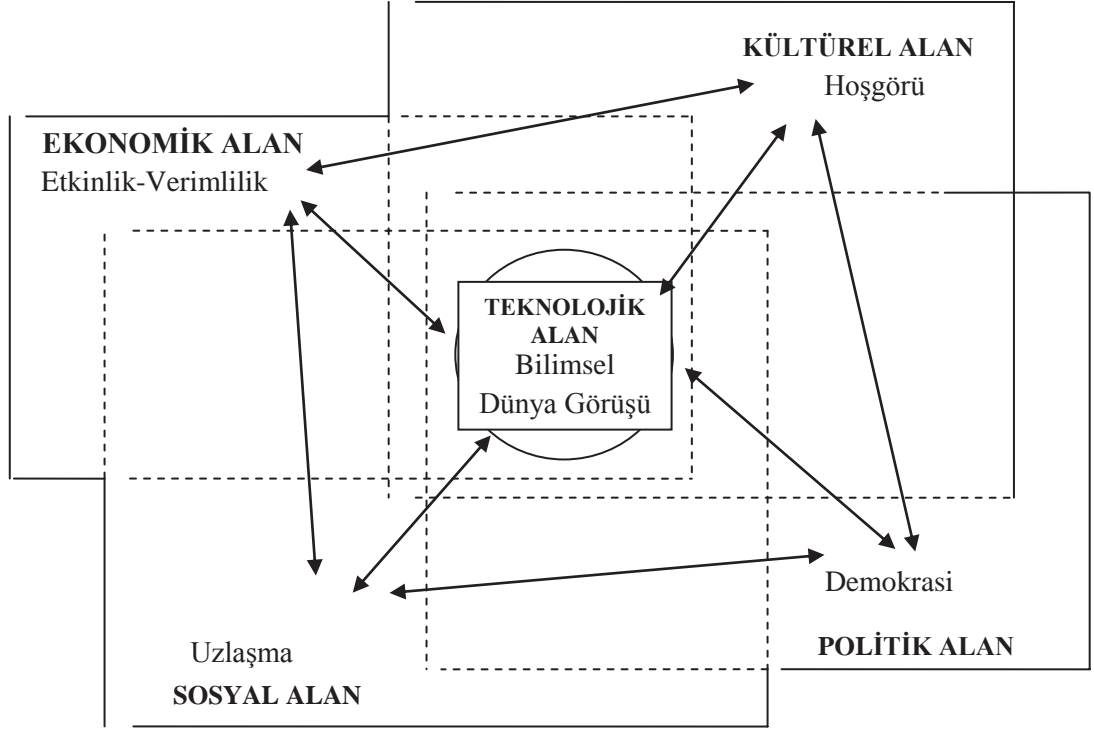 KÜLTÜREL ALAN
Hoşgörü
EKONOMİK ALAN
Etkinlik-Verimlilik
TEKNOLOJİK
ALAN
Bilimsel
Dünya Görüşü
Demokrasi
POLİTİK ALAN
Uzlaşma
SOSYAL ALAN